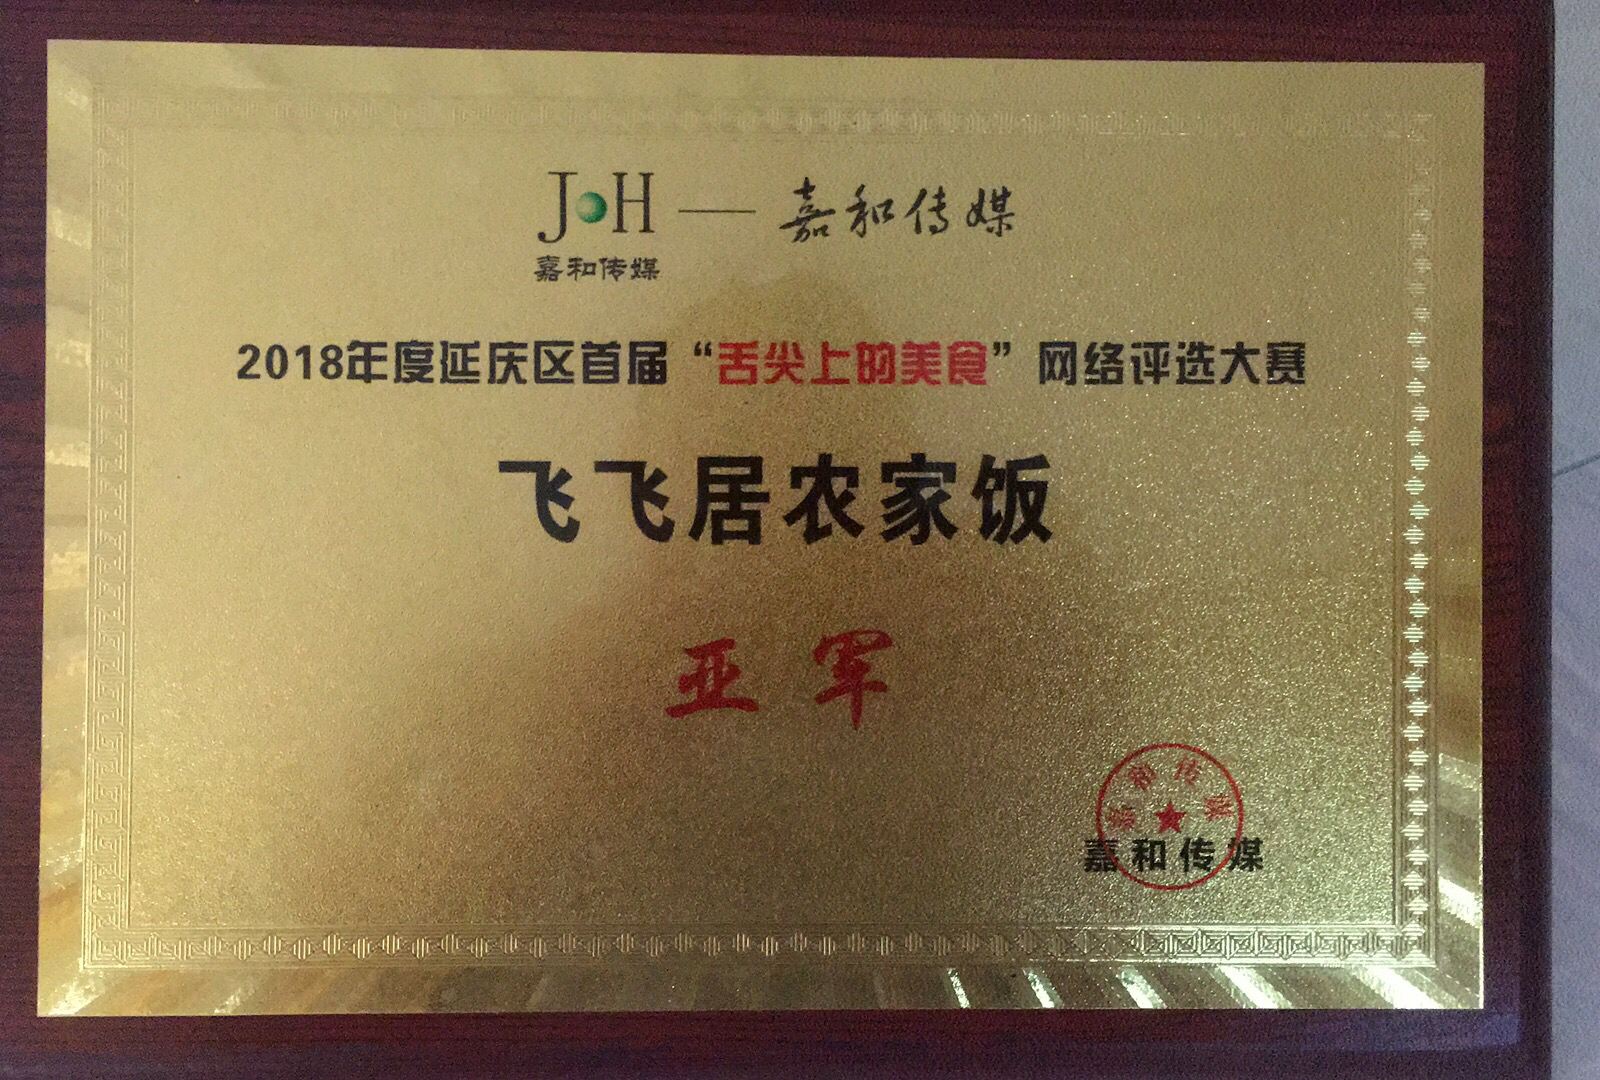 JH — 嘉和传媒
嘉和传媒
2018年度延庆区首届“舌尖上的美食”网络评选大赛
飞飞居农家饭
亚军
嘉和传媒
嘉和传媒